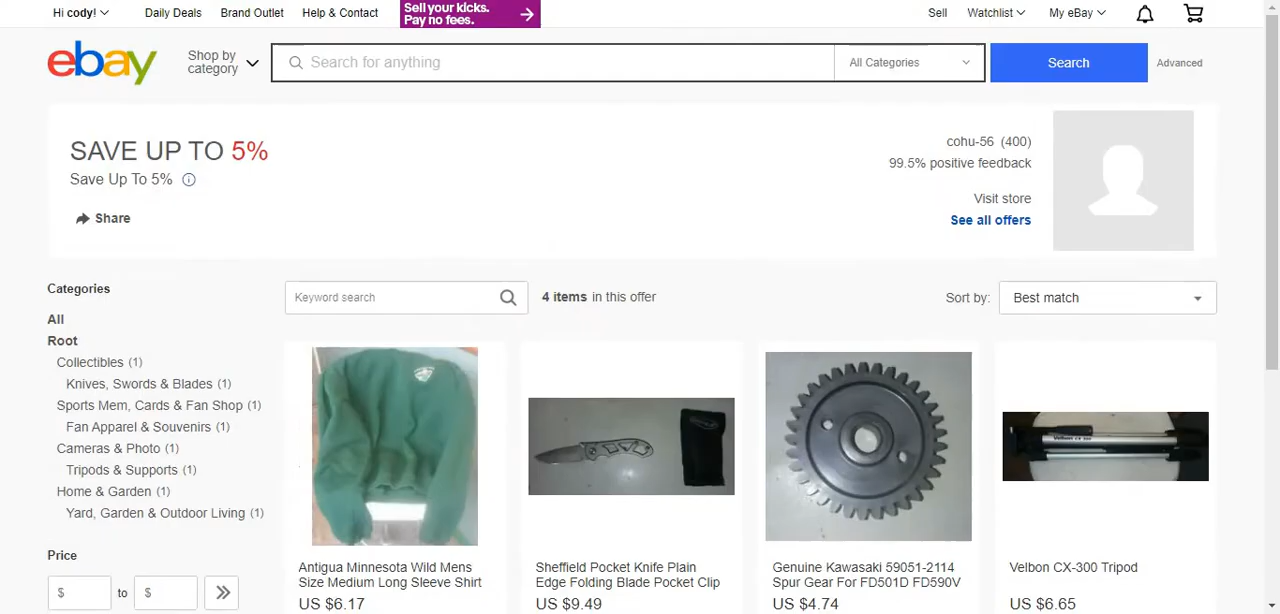 Hi cody!
Daily Deals
Brand Outlet
Help & Contact
Sell your kicks.
Pay no fees.
Sell
Watchlist
My eBay
ebay
Shop by
category
Search for anything
All Categories
Search
Advanced
SAVE UP TO 5%
Save Up To 5%
Share
cohu-56 (400)
99.5% positive feedback
Visit store
See all offers
Categories
All
Root
Collectibles (1)
Knives, Swords & Blades (1)
Sports Mem, Cards & Fan Shop (1)
Fan Apparel & Souvenirs (1)
Cameras & Photo (1)
Tripods & Supports (1)
Home & Garden (1)
Yard, Garden & Outdoor Living (1)
Price
$ to $
Keyword search
4 items in this offer
Sort by: Best match
Antigua Minnesota Wild Mens
Size Medium Long Sleeve Shirt
US $6.17
Sheffield Pocket Knife Plain
Edge Folding Blade Pocket Clip
US $9.49
Genuine Kawasaki 59051-2114
Spur Gear For FD501D FD590V
US $4.74
Velbon CX-300
Velbon CX-300 Tripod
US $6.65